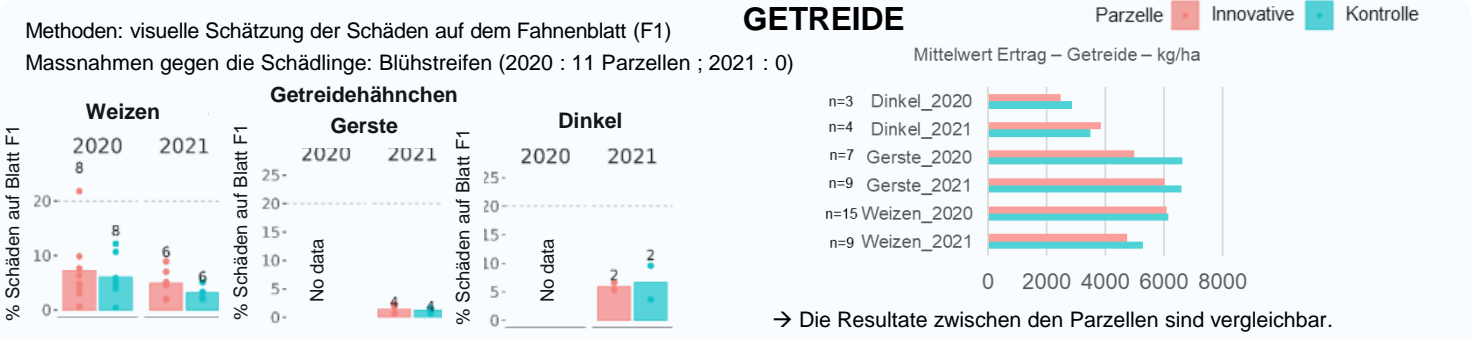 GETREIDE
Parzelle Innovative Kontrolle
Methoden: visuelle Schätzung der Schäden auf dem Fahnenblatt (F1)
Massnahmen gegen die Schädlinge: Blühstreifen (2020 : 11 Parzellen ; 2021 : 0)
Getreidehähnchen
Weizen
% Schäden auf Blatt F1
2020 2021
8
8
6
6
20
10
0
Gerste
% Schäden auf Blatt F1
2020 2021
25
20
15
10
5
0
No data
4
4
Dinkel
% Schäden auf Blatt F1
2020 2021
25
20
15
10
5
0
No data
2
2
Mittelwert Ertrag – Getreide – kg/ha
n=3 Dinkel_2020
n=4 Dinkel_2021
n=7 Gerste_2020
n=9 Gerste_2021
n=15 Weizen_2020
n=9 Weizen_2021
0 2000 4000 6000 8000
→ Die Resultate zwischen den Parzellen sind vergleichbar.